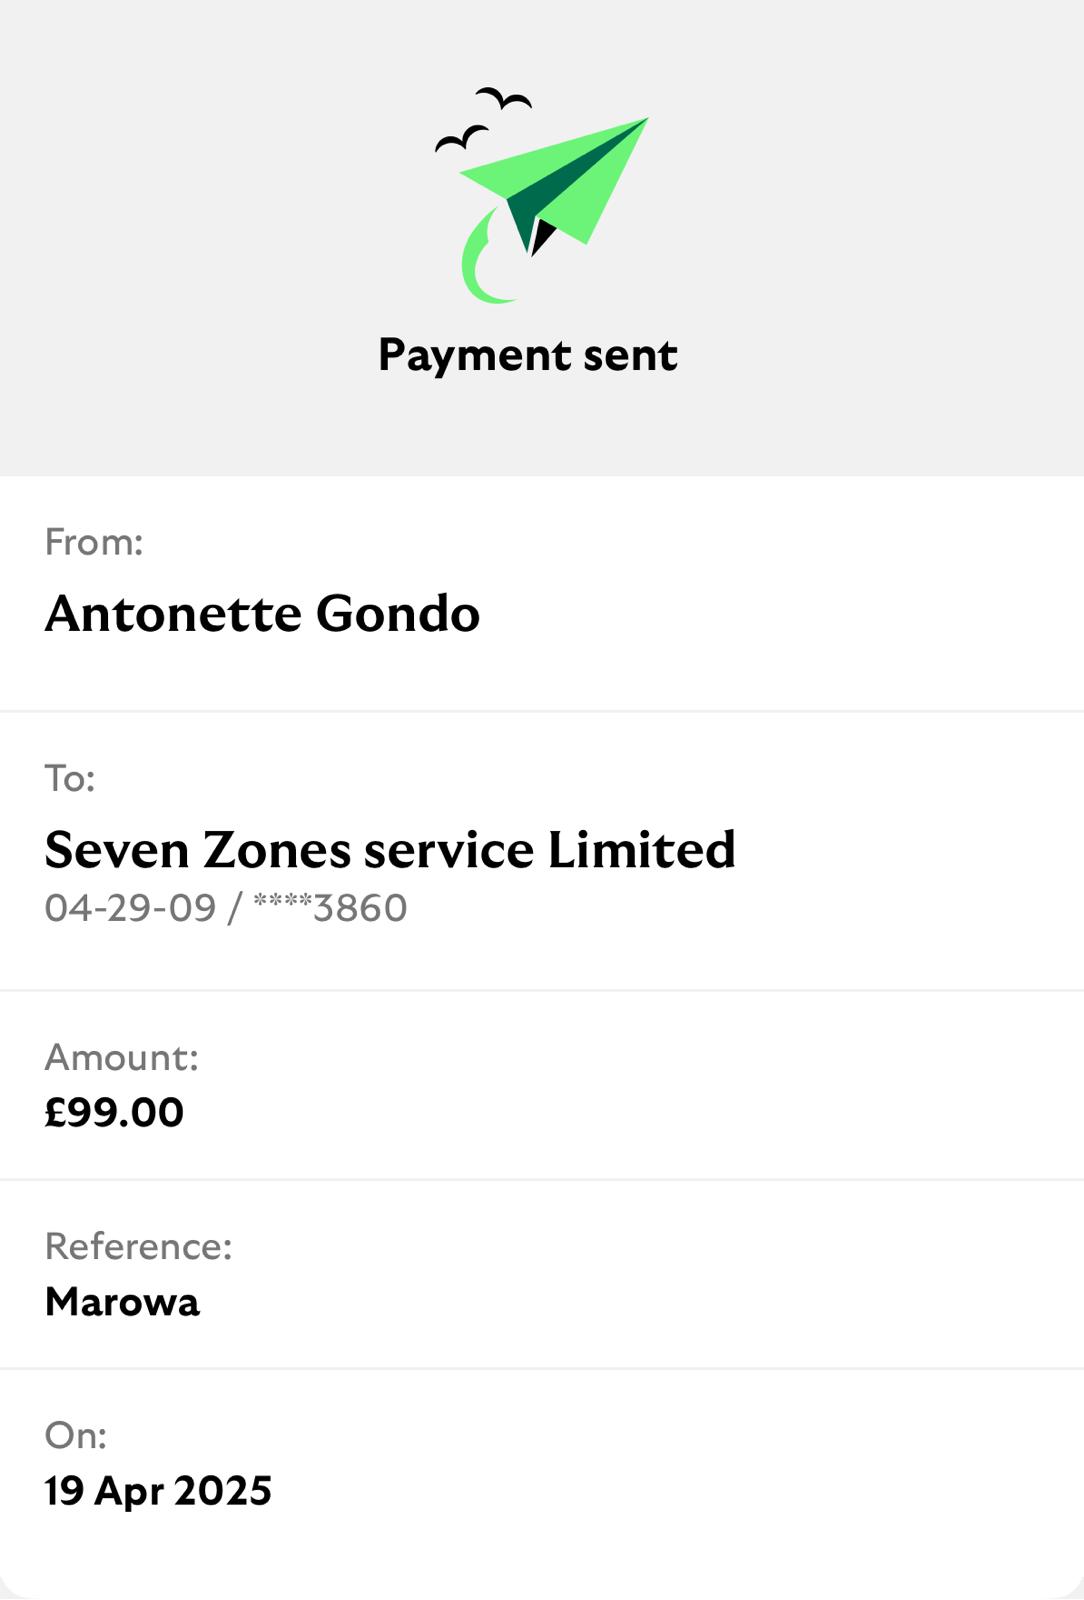 Payment sent
From:
Antonette Gondo
To:
Seven Zones service Limited
04-29-09 / ****3860
Amount:
£99.00
Reference:
Marowa
On:
19 Apr 2025